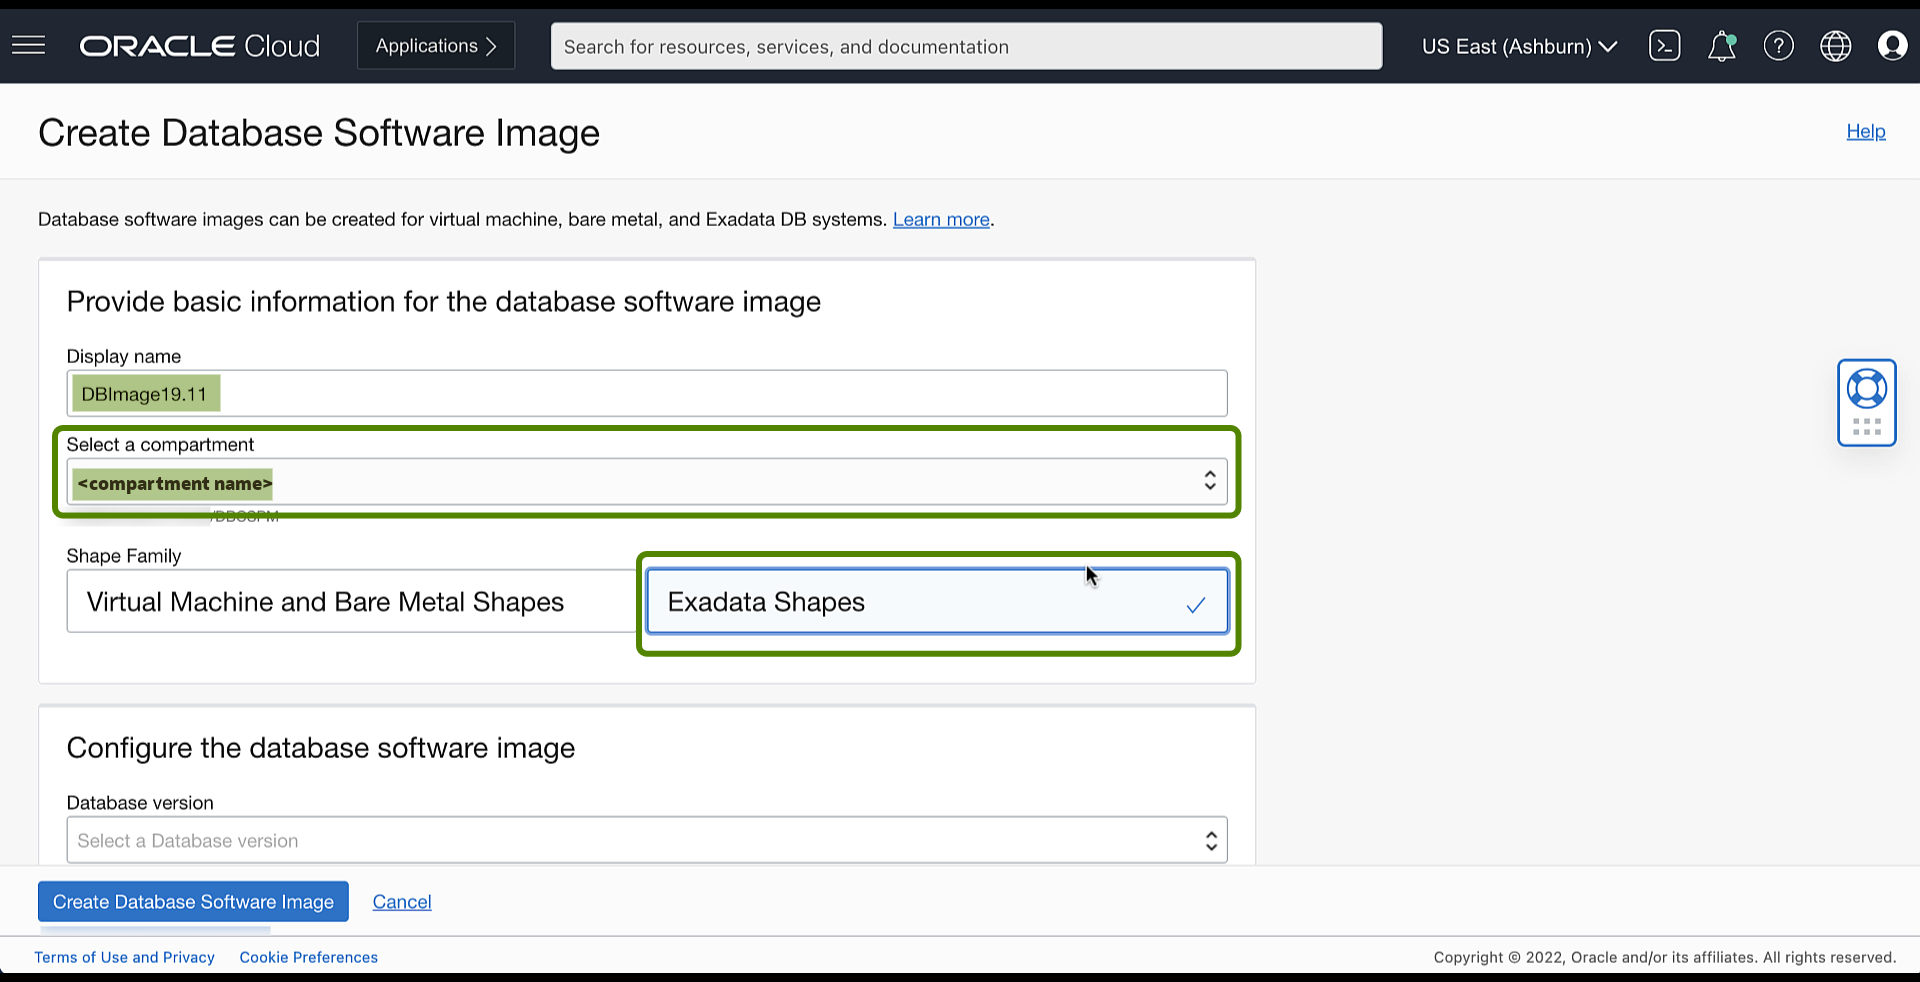 ORACLE Cloud
Applications
Search for resources, services, and documentation
US East (Ashburn)
Create Database Software Image
Help
Database software images can be created for virtual machine, bare metal, and Exadata DB systems. Learn more.
Provide basic information for the database software image
Display name
DBImage19.11
Select a compartment
<compartment name>
Shape Family
Virtual Machine and Bare Metal Shapes
Exadata Shapes
Configure the database software image
Database version
Select a Database version
Create Database Software Image
Cancel
Terms of Use and Privacy
Cookie Preferences
Copyright © 2022, Oracle and/or its affiliates. All rights reserved.